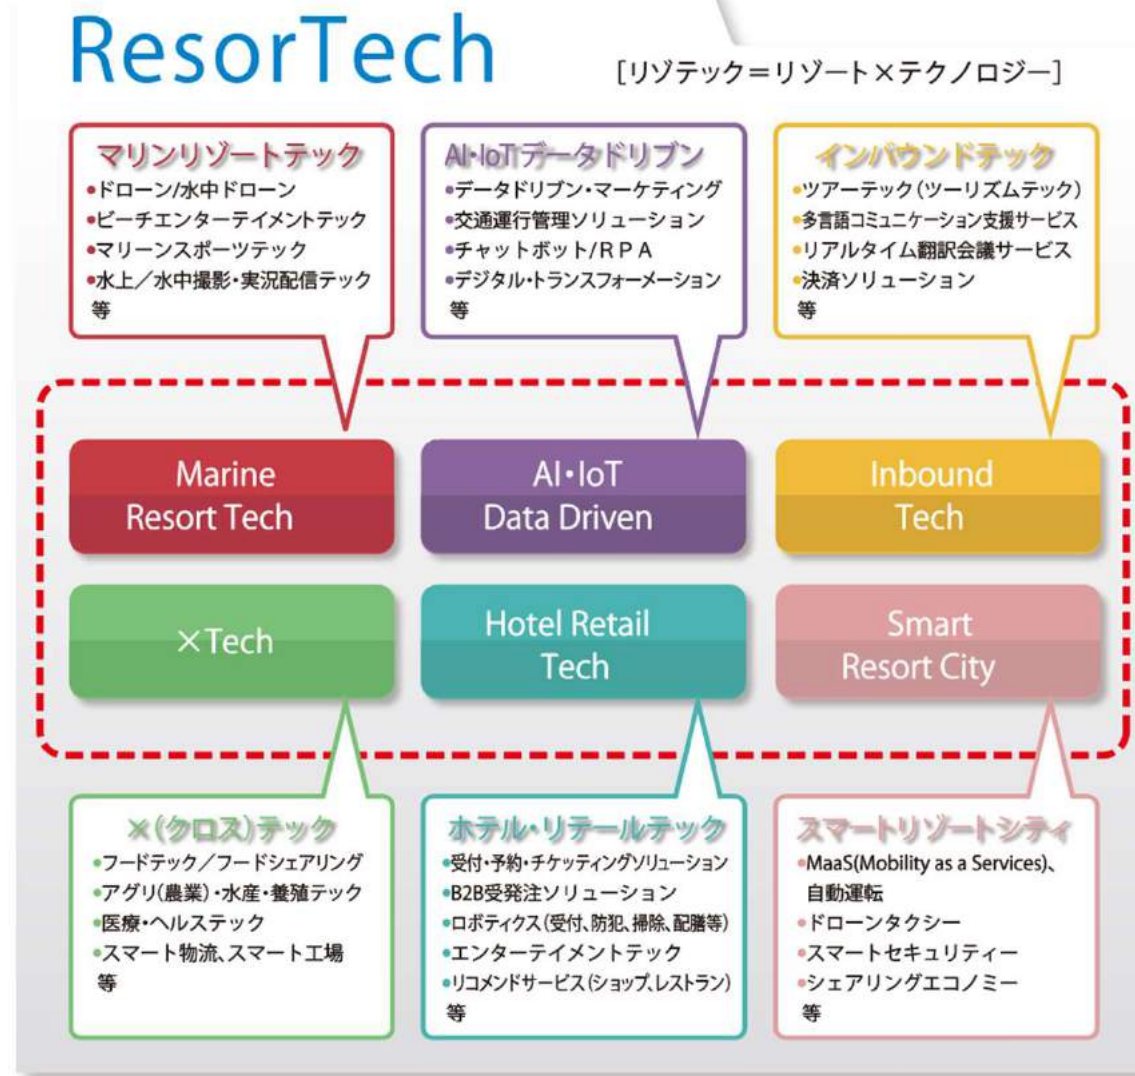 ResorTech
[リゾテック＝リゾート×テクノロジー]
マリンリゾートテック
•ドローン/水中ドローン
•ビーチエンターテイメントテック
•マリーンスポーツテック
•水上／水中撮影・実況配信テック
等
AI・IoTデータドリブン
•データドリブン・マーケティング
•交通運行管理ソリューション
•チャットボット/RPA
•デジタル・トランスフォーメーション
等
インバウンドテック
•ツアーテック(ツーリズムテック)
•多言語コミュニケーション支援サービス
•リアルタイム翻訳会議サービス
•決済ソリューション
等
Marine
Resort Tech
AI・IoT
Data Driven
Inbound
Tech
×Tech
Hotel Retail
Tech
Smart
Resort City
×(クロス)テック
•フードテック／フードシェアリング
•アグリ(農業)・水産・養殖テック
•医療・ヘルステック
•スマート物流、スマート工場
等
ホテル・リテールテック
•受付・予約・チケッティングソリューション
•B2B受発注ソリューション
•ロボティクス(受付、防犯、掃除、配膳等)
•エンターテイメントテック
•リコメンドサービス(ショップ、レストラン)
等
スマートリゾートシティ
•MaaS(Mobility as a Services)、
自動運転
•ドローンタクシー
•スマートセキュリティー
•シェアリングエコノミー
等